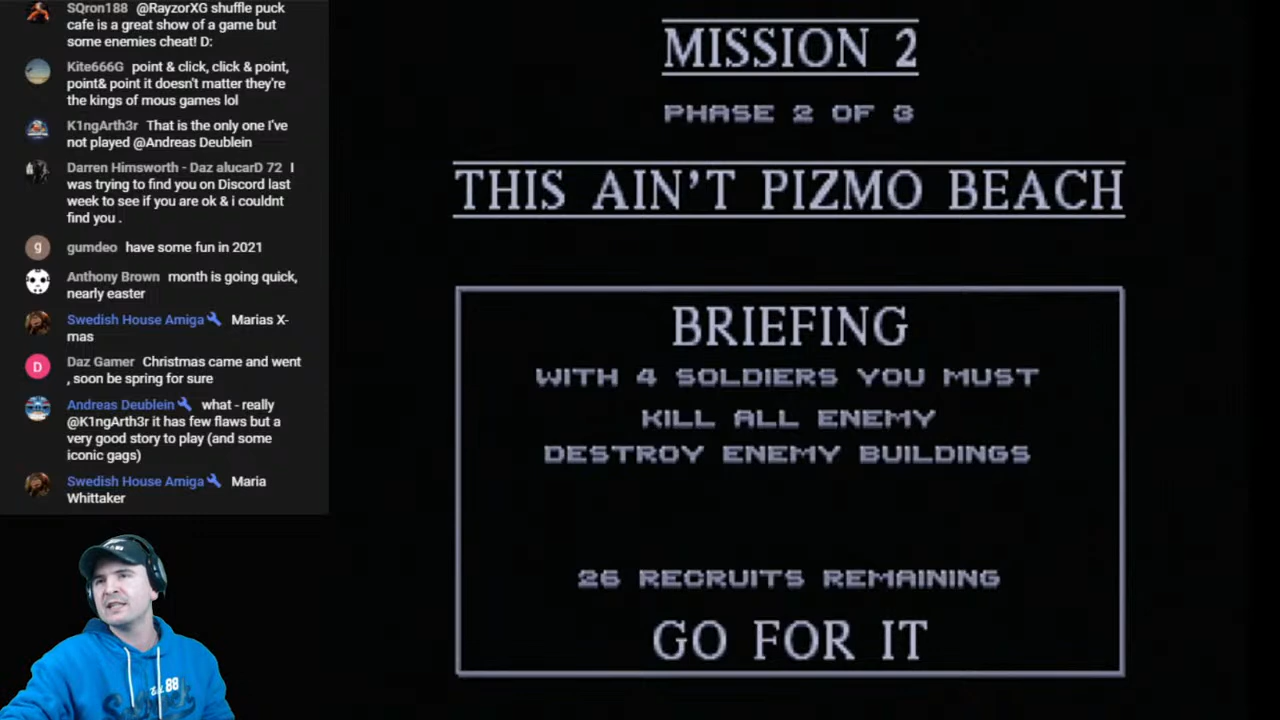 SQron188 @RayzorXG shuffle puck
cafe is a great show of a game but
some enemies cheat! D:
Kite666G point & click, click & point,
point& point it doesn't matter they're
the kings of mous games lol
K1ngArth3r That is the only one I've
not played @Andreas Deublein
Darren Himsworth - Daz alucarD 72 I
was trying to find you on Discord last
week to see if you are ok & i couldnt
find you .
g
gumdeo have some fun in 2021
Anthony Brown month is going quick,
nearly easter
Swedish House Amiga Marias X-
mas
D
Daz Gamer Christmas came and went
, soon be spring for sure
Andreas Deublein what - really
@K1ngArth3r it has few flaws but a
very good story to play (and some
iconic gags)
Swedish House Amiga Maria
Whittaker
MISSION 2
PHASE 2 OF 3
THIS AIN'T PIZMO BEACH
BRIEFING
WITH 4 SOLDIERS YOU MUST
KILL ALL ENEMY
DESTROY ENEMY BUILDINGS
26 RECRUITS REMAINING
GO FOR IT
88